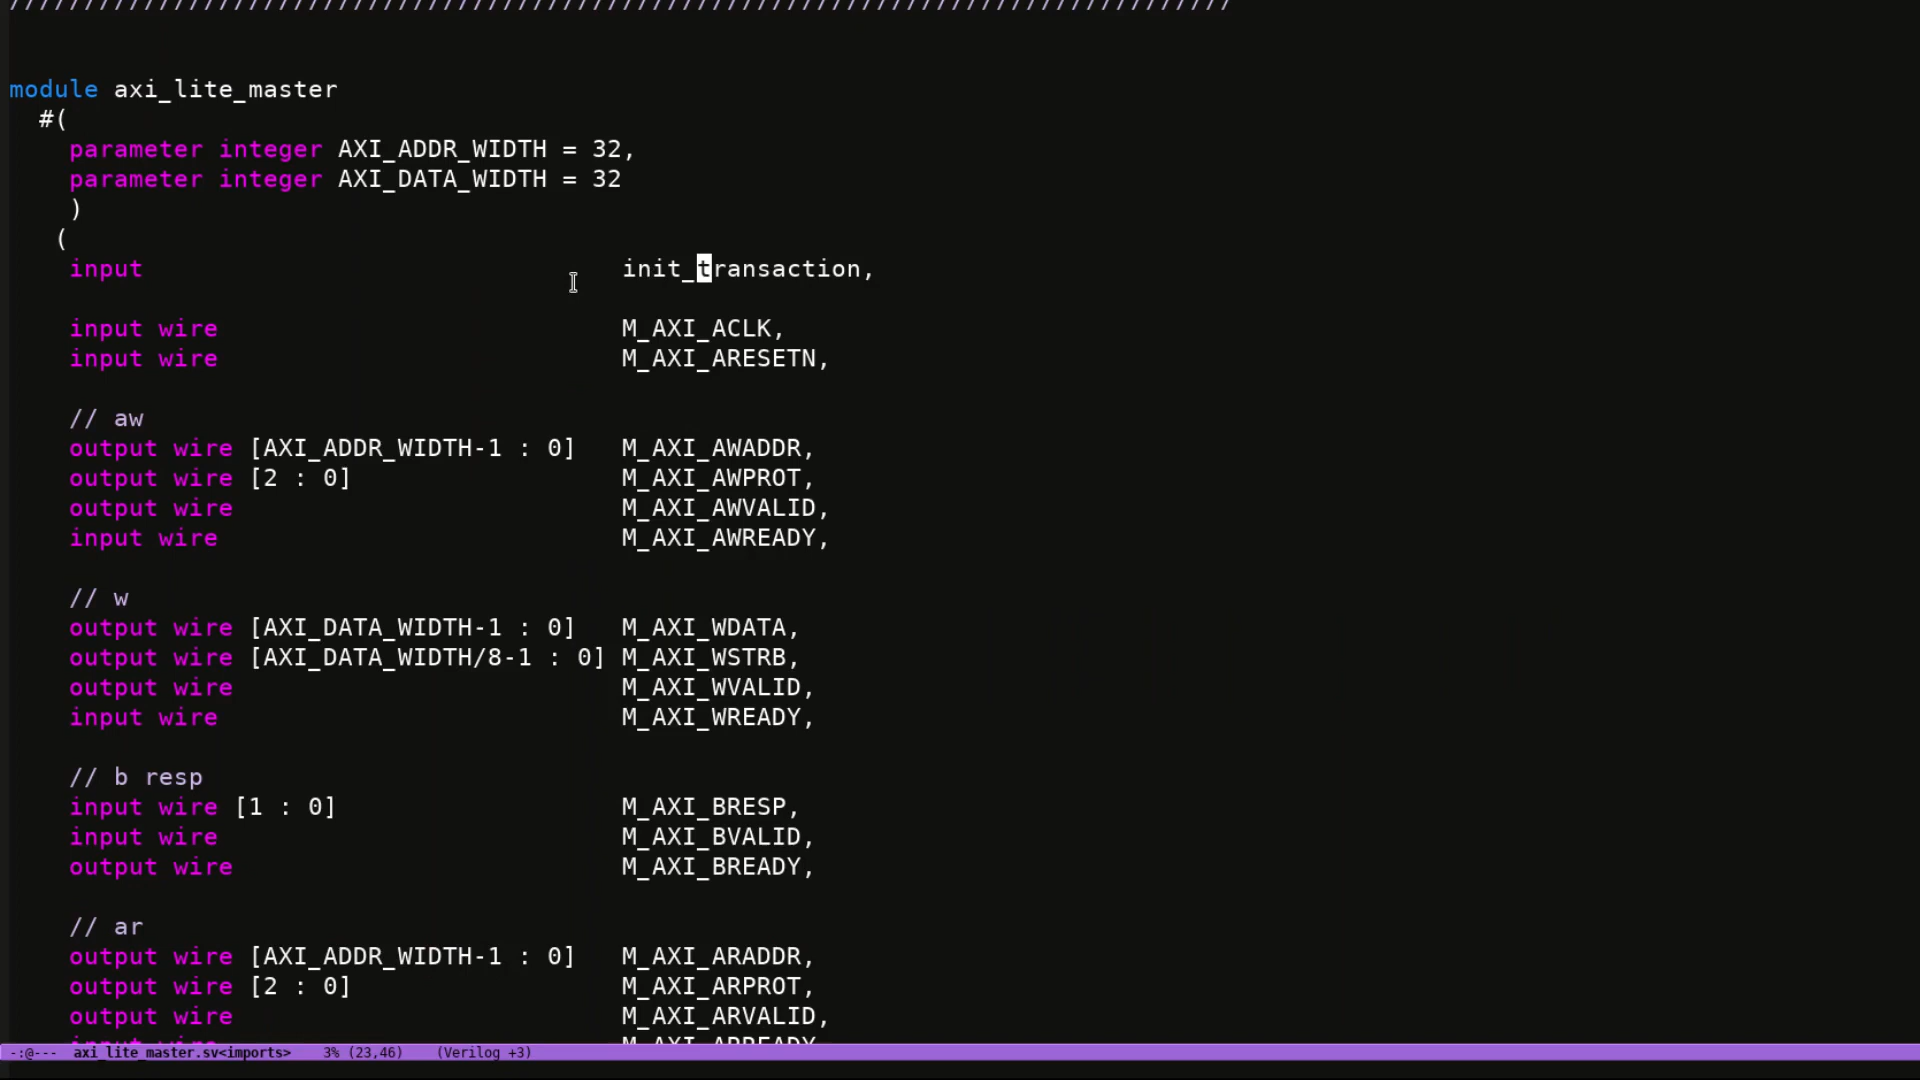 //////////////////////////////////////////////////////////////////////////////////
module axi_lite_master
#(
parameter integer AXI_ADDR_WIDTH = 32,
parameter integer AXI_DATA_WIDTH = 32
)
(
input init_transaction,
input wire M_AXI_ACLK,
input wire M_AXI_ARESETN,
// aw
output wire [AXI_ADDR_WIDTH-1 : 0] M_AXI_AWADDR,
output wire [2 : 0] M_AXI_AWPROT,
output wire M_AXI_AWVALID,
input wire M_AXI_AWREADY,
// w
output wire [AXI_DATA_WIDTH-1 : 0] M_AXI_WDATA,
output wire [AXI_DATA_WIDTH/8-1 : 0] M_AXI_WSTRB,
output wire M_AXI_WVALID,
input wire M_AXI_WREADY,
// b resp
input wire [1 : 0] M_AXI_BRESP,
input wire M_AXI_BVALID,
output wire M_AXI_BREADY,
// ar
output wire [AXI_ADDR_WIDTH-1 : 0] M_AXI_ARADDR,
output wire [2 : 0] M_AXI_ARPROT,
output wire M_AXI_ARVALID,
input wire M_AXI_ARREADY,
-:@--- axi_lite_master.sv<imports> 3% (23,46) (Verilog +3)